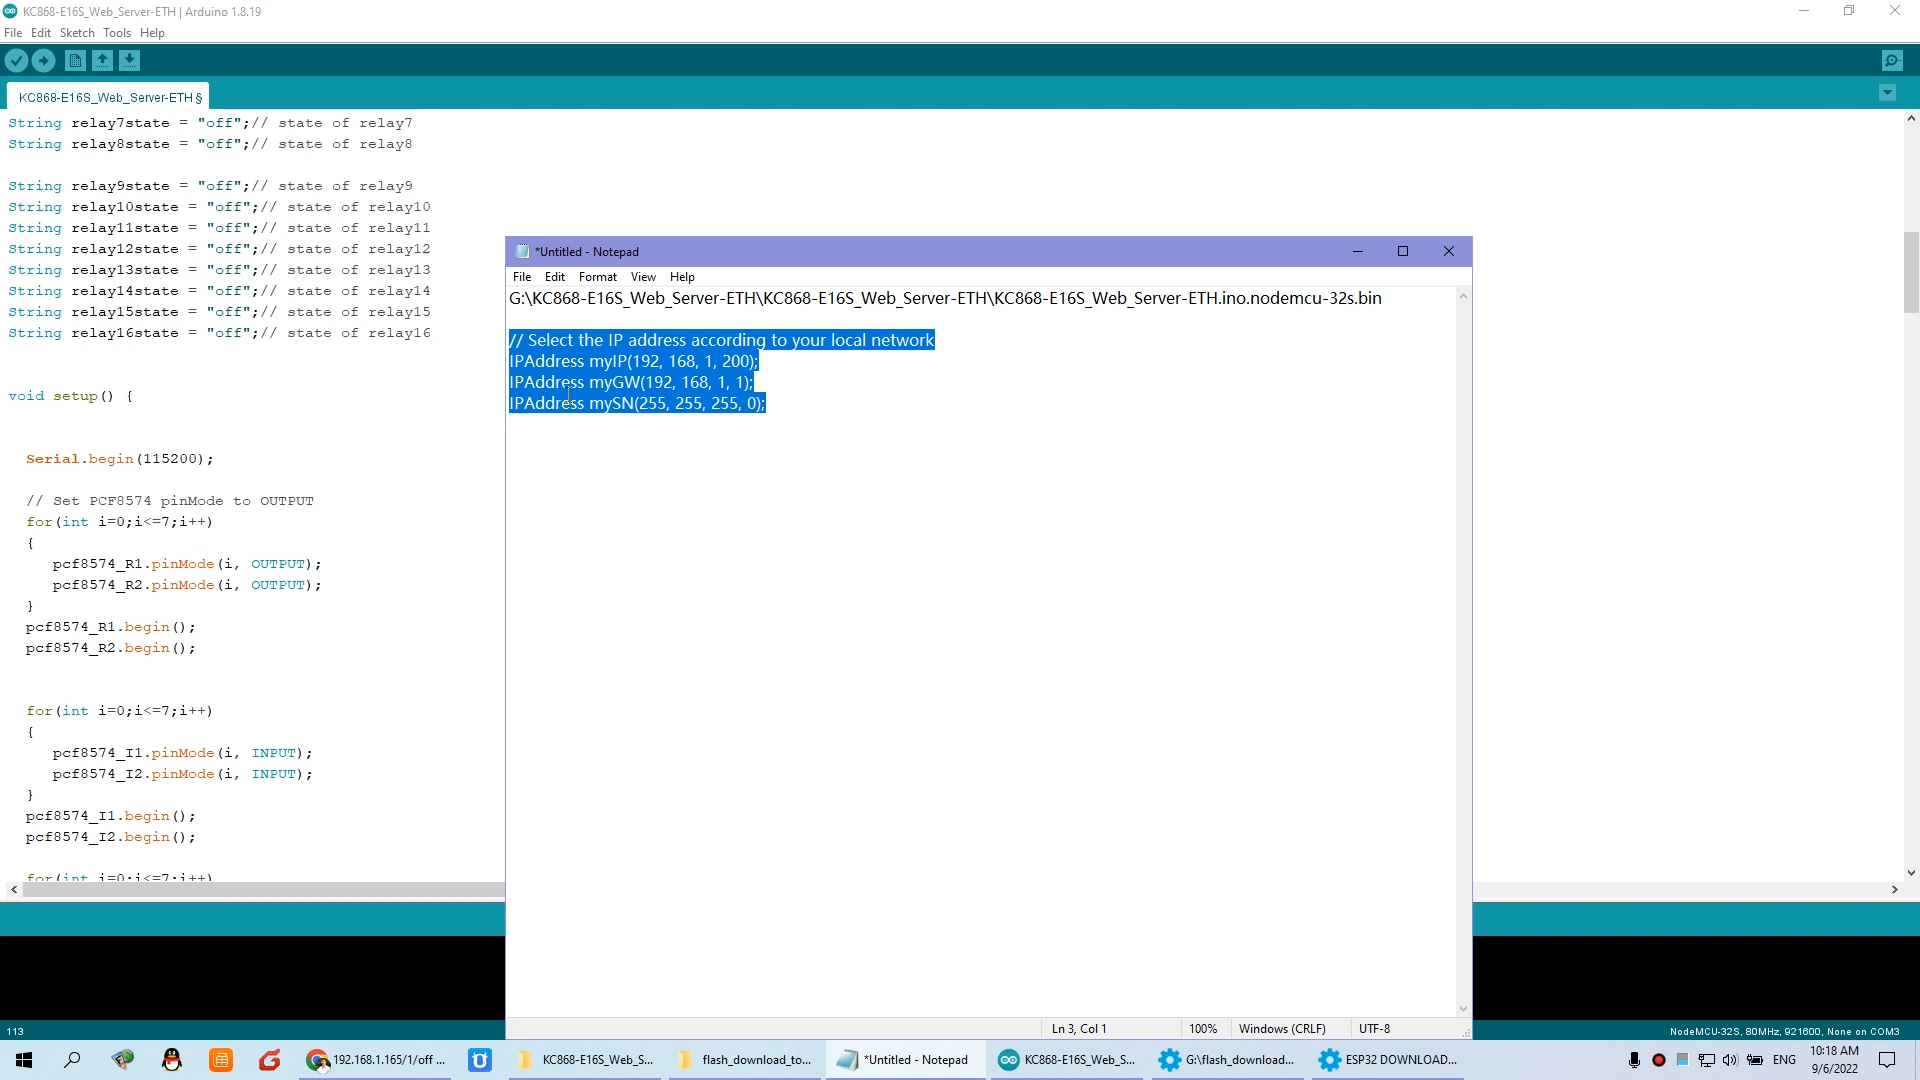 KC868-E16S_Web_Server-ETH | Arduino 1.8.19
File Edit Sketch Tools Help
KC868-E16S_Web_Server-ETH §
String relay7state = "off";// state of relay7
String relay8state = "off";// state of relay8
String relay9state = "off";// state of relay9
String relay10state = "off";// state of relay10
String relay11state = "off";// state of relay11
String relay12state = "off";// state of relay12
String relay13state = "off";// state of relay13
String relay14state = "off";// state of relay14
String relay15state = "off";// state of relay15
String relay16state = "off";// state of relay16
void setup() {
Serial.begin(115200);
// Set PCF8574 pinMode to OUTPUT
for(int i=0;i<=7;i++)
{
pcf8574_R1.pinMode(i, OUTPUT);
pcf8574_R2.pinMode(i, OUTPUT);
}
pcf8574_R1.begin();
pcf8574_R2.begin();
for(int i=0;i<=7;i++)
{
pcf8574_I1.pinMode(i, INPUT);
pcf8574_I2.pinMode(i, INPUT);
}
pcf8574_I1.begin();
pcf8574_I2.begin();
for(int i=0;i<=7;i++)
*Untitled - Notepad
File Edit Format View Help
G:\KC868-E16S_Web_Server-ETH\KC868-E16S_Web_Server-ETH\KC868-E16S_Web_Server-ETH.ino.nodemcu-32s.bin
// Select the IP address according to your local network
IPAddress myIP(192, 168, 1, 200);
IPAddress myGW(192, 168, 1, 1);
IPAddress mySN(255, 255, 255, 0);
Ln 3, Col 1 100% Windows (CRLF) UTF-8
113 NodeMCU-32S, 80MHz, 921600, None on COM3
192.168.1.165/1/off ... KC868-E16S_Web_S... flash_download_to... *Untitled - Notepad KC868-E16S_Web_S... G:\flash_download... ESP32 DOWNLOAD... ENG 10:18 AM
9/6/2022